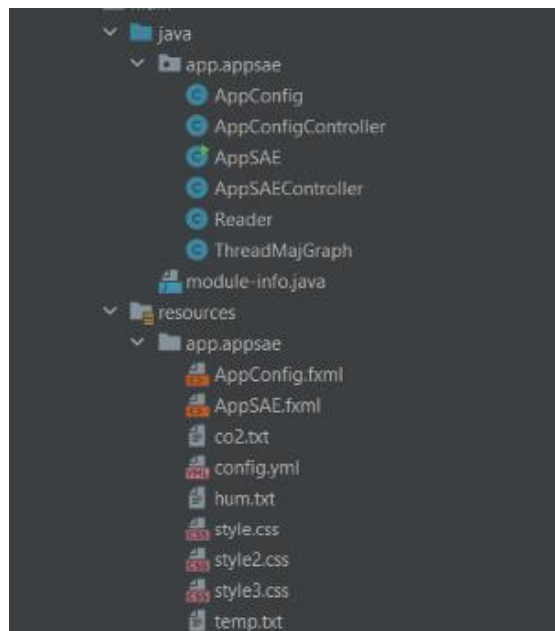 java
app.appsae
AppConfig
AppConfigController
AppSAE
AppSAEController
Reader
ThreadMajGraph
module-info.java
resources
app.appsae
AppConfig.fxml
AppSAE.fxml
co2.txt
config.yml
hum.txt
style.css
style2.css
style3.css
temp.txt